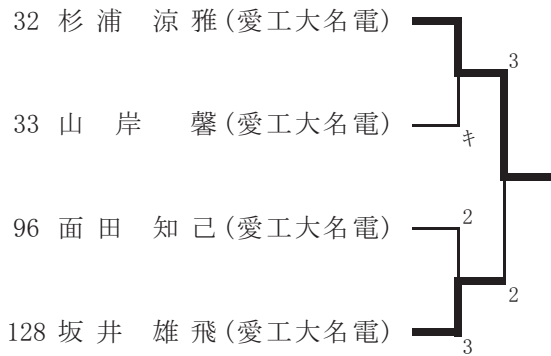 32 杉浦 涼雅(愛工大名電)
3
33 山岸 馨(愛工大名電)
キ
96 面田 知己(愛工大名電)
2
2
128 坂井 雄飛(愛工大名電)
3